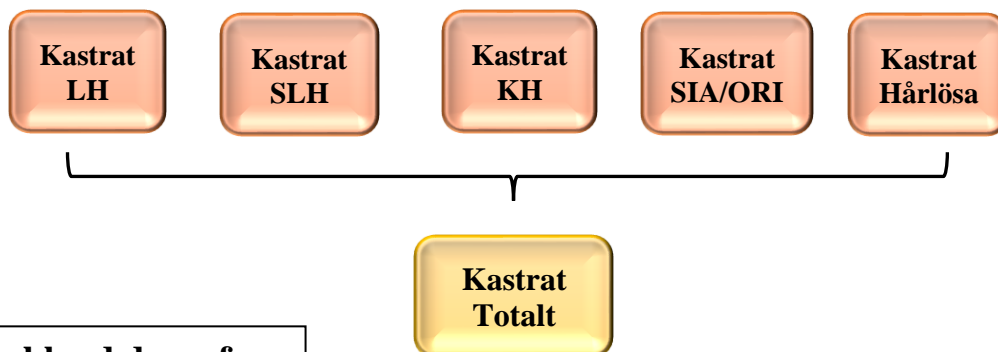 Kastrat
LH
Kastrat
SLH
Kastrat
KH
Kastrat
SIA/ORI
Kastrat
Hårlösa
Kastrat
Totalt